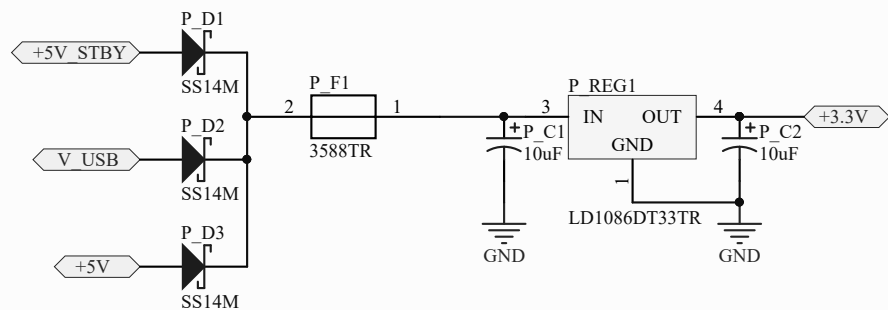 P_D1
+5V_STBY
SS14M
P_D2
V_USB
SS14M
P_D3
+5V
SS14M
P_F1
2
1
3588TR
P_C1
10uF
GND
P_REG1
3
IN
OUT
4
GND
1
LD1086DT33TR
P_C2
10uF
GND
+3.3V